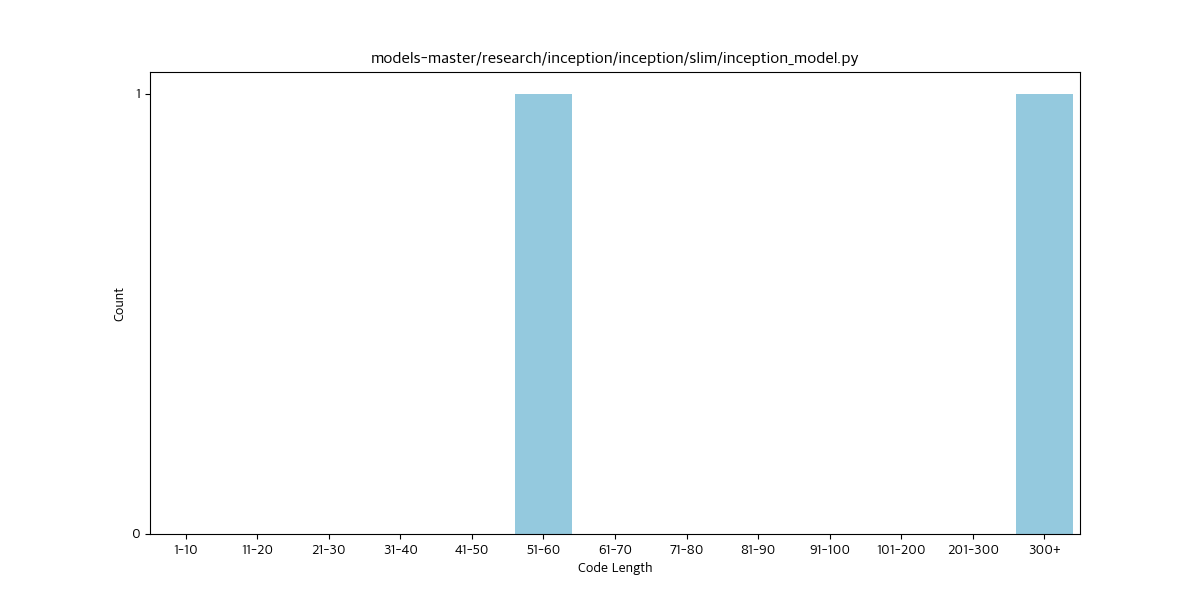 models-master/research/inception/inception/slim/inception_model.py
1
Count
0
1-10 11-20 21-30 31-40 41-50 51-60 61-70 71-80 81-90 91-100 101-200 201-300 300+
Code Length